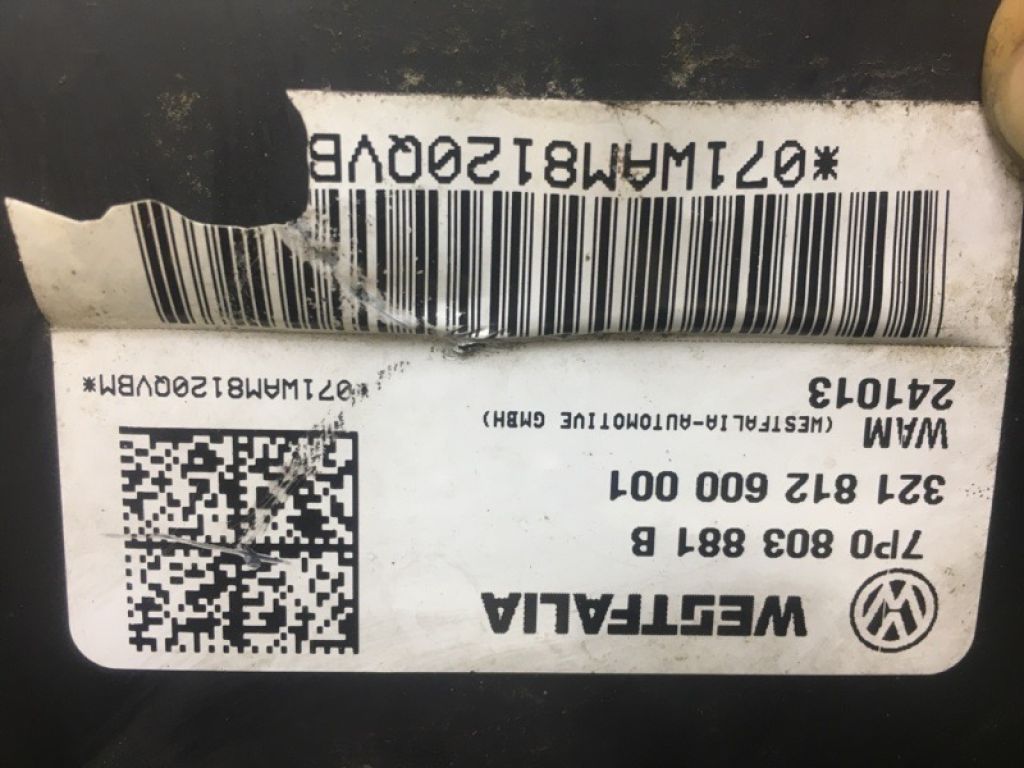 WESTFALIA
7P0 803 881 B
321 812 600 001
WAM
(WESTFALIA-AUTOMOTIVE GMBH)
241013
*071WAM8120QVBM*
*071WAM8120QVB